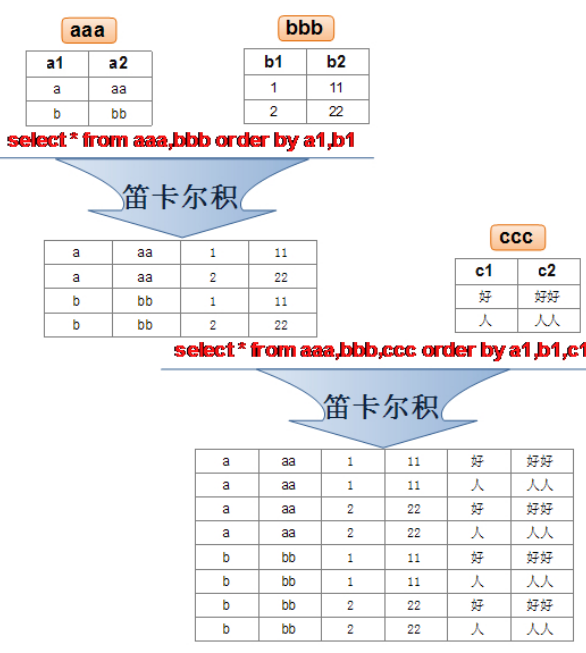 aaa
bbb
a1 a2
b1 b2
a aa
1 11
b bb
2 22
select * from aaa,bbb order by a1,b1
笛卡尔积
a aa 1 11
a aa 2 22
b bb 1 11
b bb 2 22
ccc
c1 c2
好 好好
人 人人
select * from aaa,bbb,ccc order by a1,b1,c1
笛卡尔积
a aa 1 11 好 好好
a aa 1 11 人 人人
a aa 2 22 好 好好
a aa 2 22 人 人人
b bb 1 11 好 好好
b bb 1 11 人 人人
b bb 2 22 好 好好
b bb 2 22 人 人人